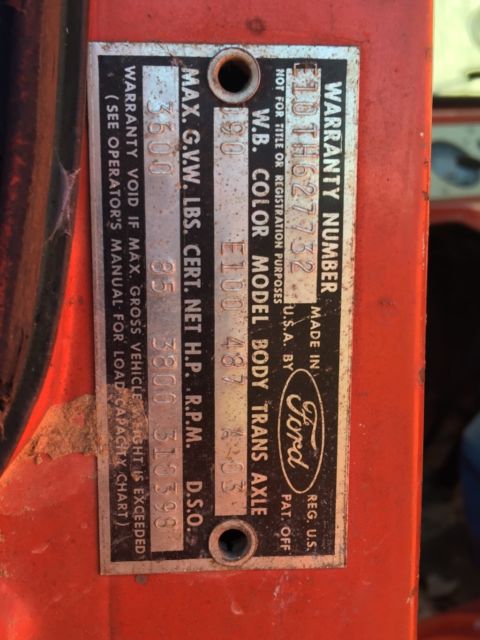 WARRANTY NUMBER
E10TH627732
NOT FOR TITLE OR REGISTRATION PURPOSES
MADE IN
U.S.A. BY
Ford
REG. U.S.
PAT. OFF
W.B. COLOR MODEL BODY TRANS AXLE
E100 487 03
MAX. G.V.W. LBS. CERT. NET H.P. R.P.M. D.S.O.
3600 85 3800 310398
WARRANTY VOID IF MAX. GROSS VEHICLE WEIGHT IS EXCEEDED
(SEE OPERATOR'S MANUAL FOR LOAD CAPACITY CHART)